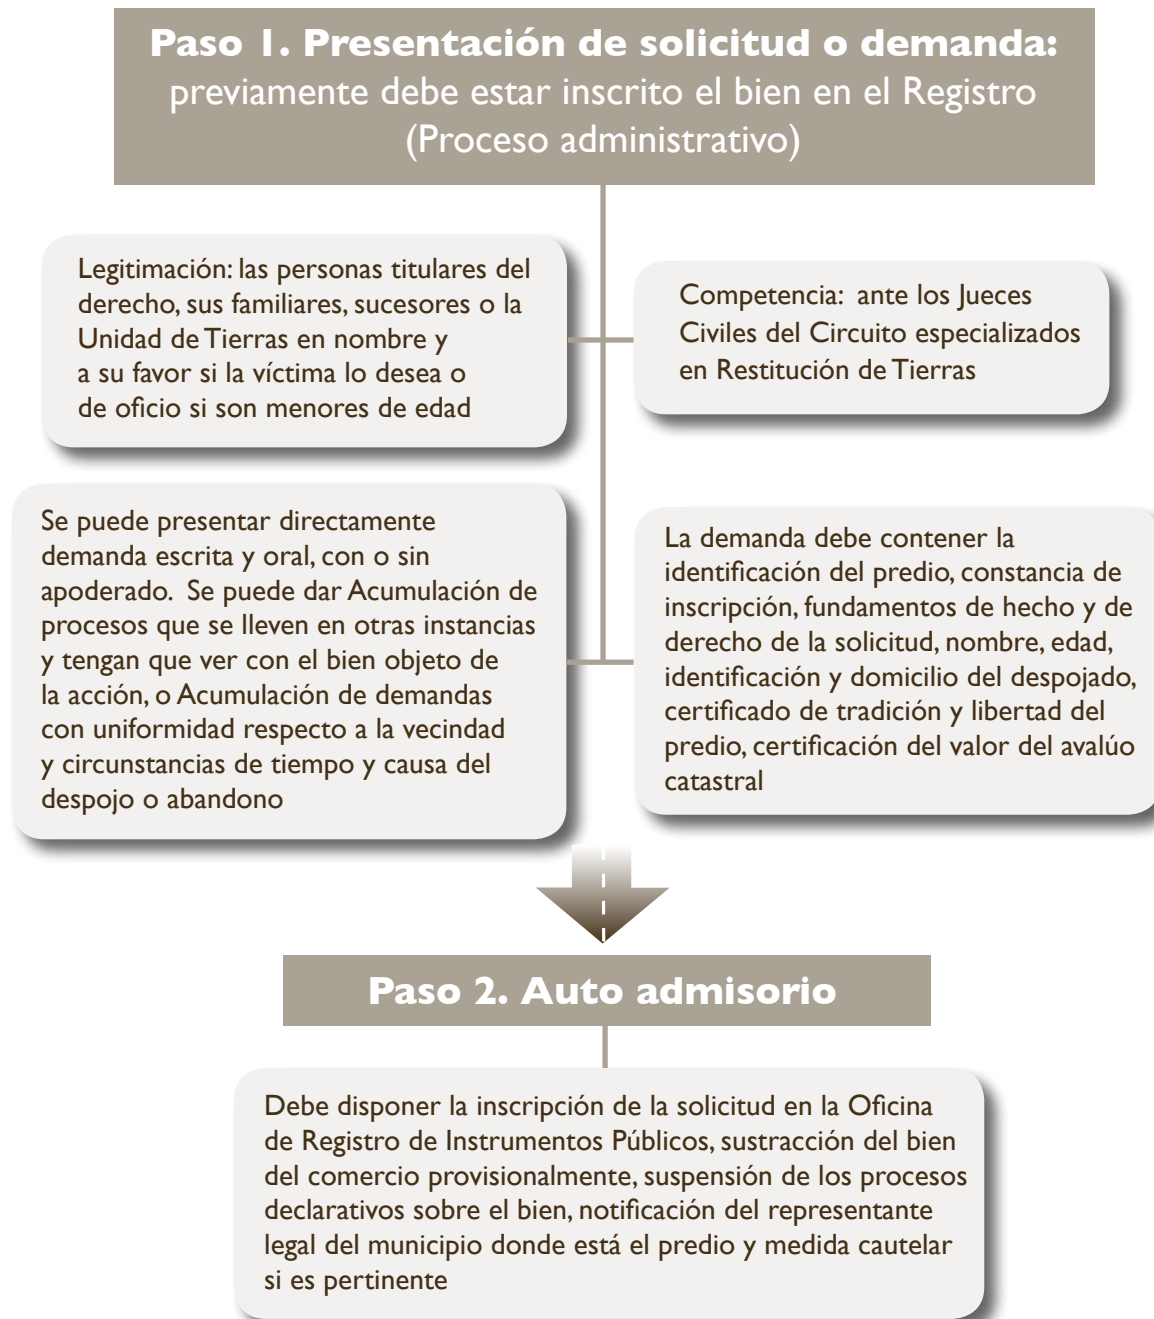 Paso 1. Presentación de solicitud o demanda:
previamente debe estar inscrito el bien en el Registro
(Proceso administrativo)
Legitimación: las personas titulares del
derecho, sus familiares, sucesores o la
Unidad de Tierras en nombre y
a su favor si la víctima lo desea o
de oficio si son menores de edad
Competencia: ante los Jueces
Civiles del Circuito especializados
en Restitución de Tierras
Se puede presentar directamente
demanda escrita y oral, con o sin
apoderado. Se puede dar Acumulación de
procesos que se lleven en otras instancias
y tengan que ver con el bien objeto de
la acción, o Acumulación de demandas
con uniformidad respecto a la vecindad
y circunstancias de tiempo y causa del
despojo o abandono
La demanda debe contener la
identificación del predio, constancia de
inscripción, fundamentos de hecho y de
derecho de la solicitud, nombre, edad,
identificación y domicilio del despojado,
certificado de tradición y libertad del
predio, certificación del valor del avalúo
catastral
Paso 2. Auto admisorio
Debe disponer la inscripción de la solicitud en la Oficina
de Registro de Instrumentos Públicos, sustracción del bien
del comercio provisionalmente, suspensión de los procesos
declarativos sobre el bien, notificación del representante
legal del municipio donde está el predio y medida cautelar
si es pertinente